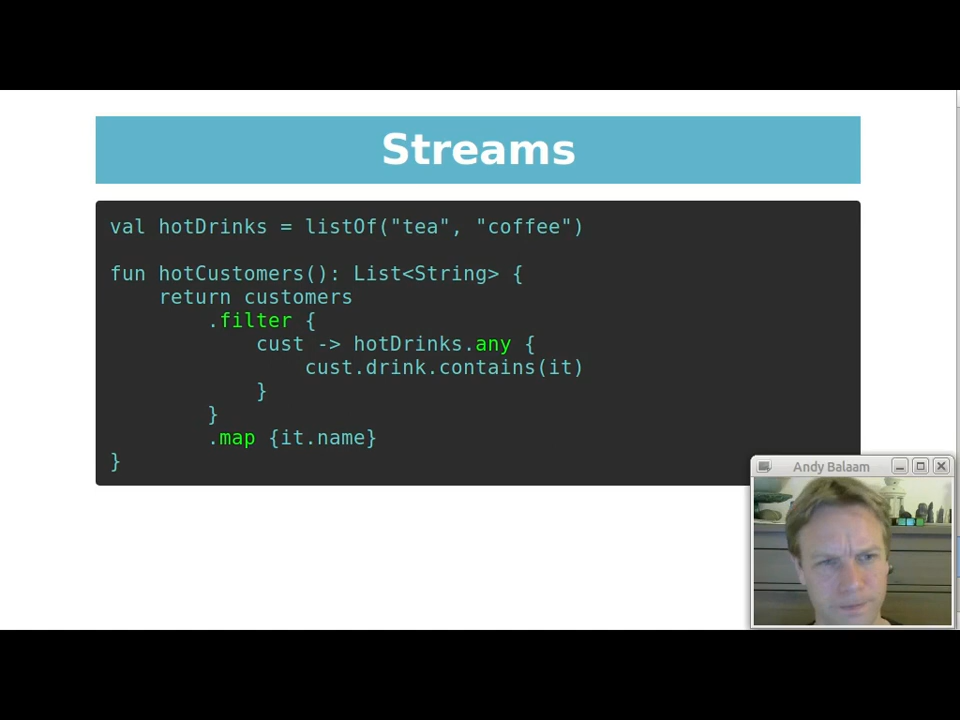 Streams
val hotDrinks = listOf("tea", "coffee")
fun hotCustomers(): List<String> {
    return customers
        .filter {
            cust -> hotDrinks.any {
                cust.drink.contains(it)
            }
        }
        .map {it.name}
}
Andy Balaam